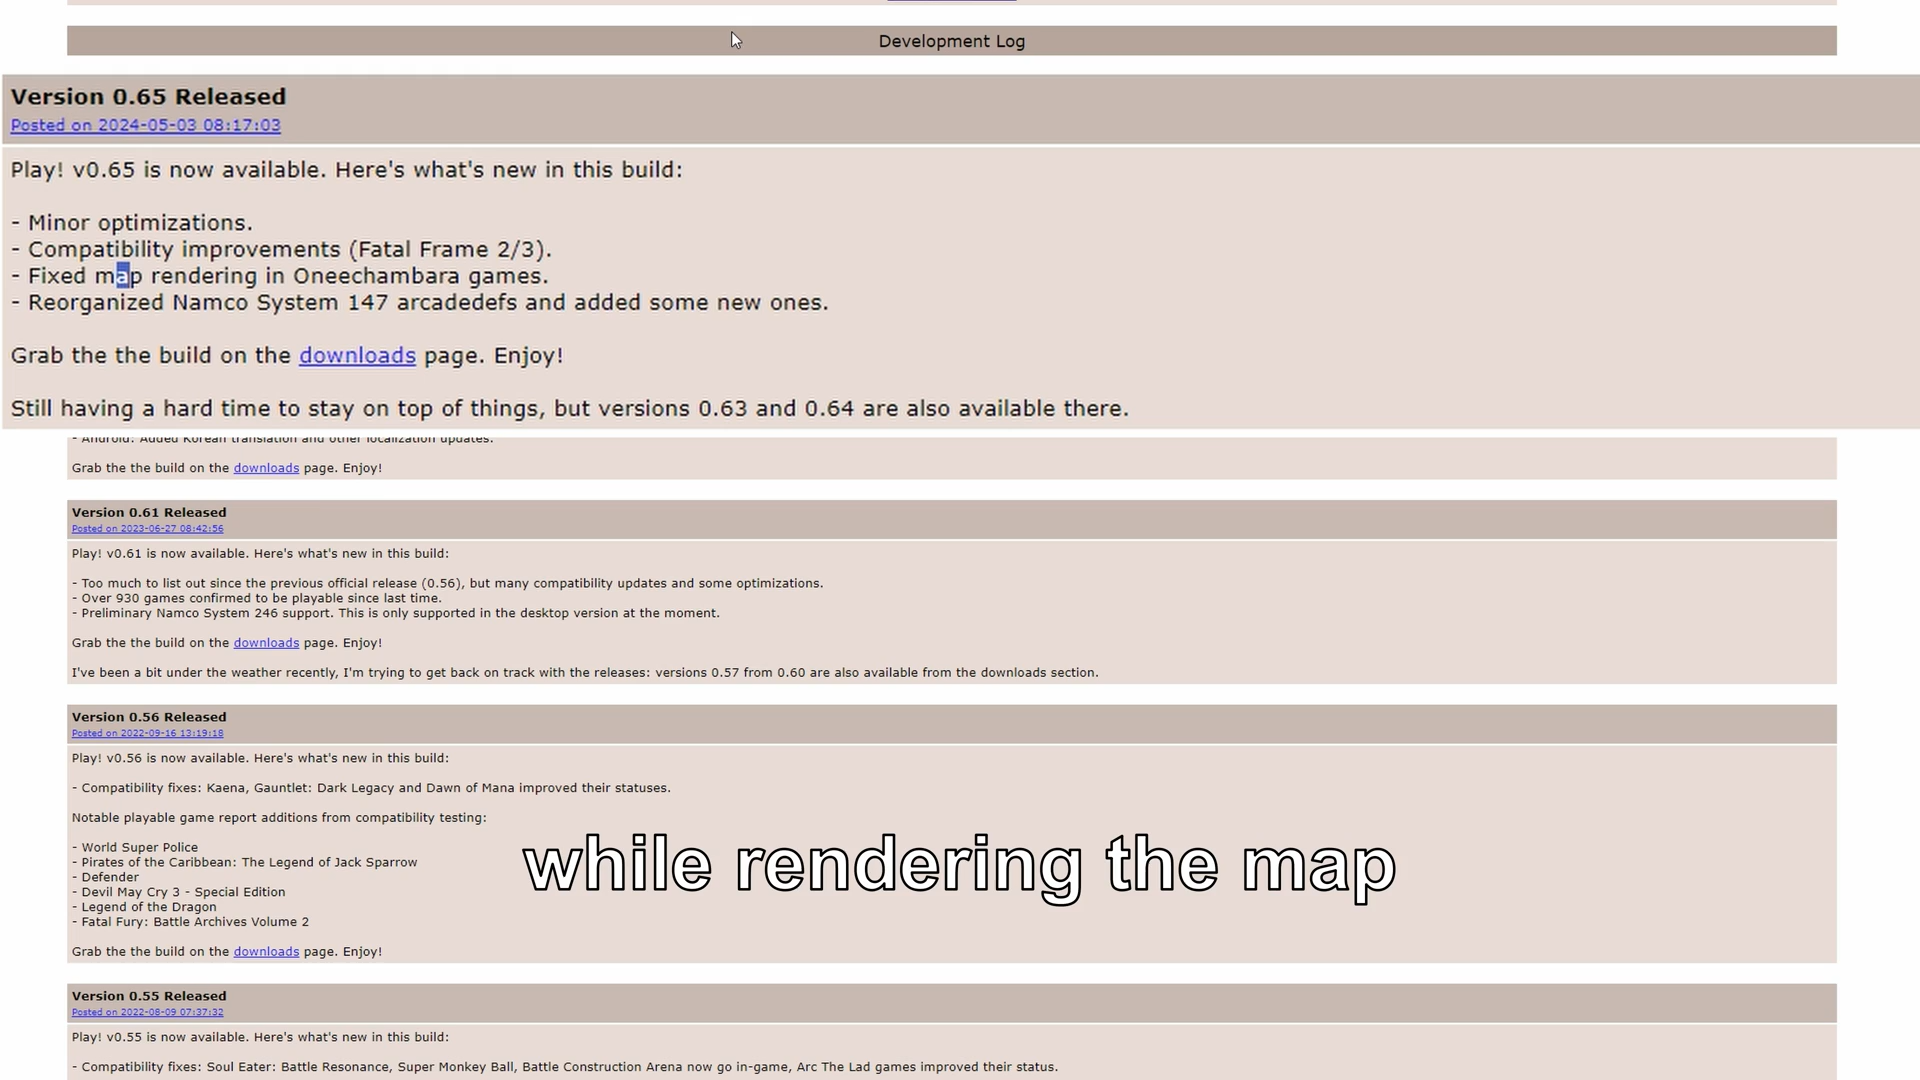 Development Log
Version 0.65 Released
Posted on 2024-05-03 08:17:03
Play! v0.65 is now available. Here's what's new in this build:
- Minor optimizations.
- Compatibility improvements (Fatal Frame 2/3).
- Fixed map rendering in Oneechambara games.
- Reorganized Namco System 147 arcadedefs and added some new ones.
Grab the the build on the downloads page. Enjoy!
Still having a hard time to stay on top of things, but versions 0.63 and 0.64 are also available there.
- Android: Added Korean translation and other localization updates.
Grab the the build on the downloads page. Enjoy!
Version 0.61 Released
Posted on 2023-06-27 08:42:56
Play! v0.61 is now available. Here's what's new in this build:
- Too much to list out since the previous official release (0.56), but many compatibility updates and some optimizations.
- Over 930 games confirmed to be playable since last time.
- Preliminary Namco System 246 support. This is only supported in the desktop version at the moment.
Grab the the build on the downloads page. Enjoy!
I've been a bit under the weather recently, I'm trying to get back on track with the releases: versions 0.57 from 0.60 are also available from the downloads section.
Version 0.56 Released
Posted on 2022-09-16 13:19:18
Play! v0.56 is now available. Here's what's new in this build:
- Compatibility fixes: Kaena, Gauntlet: Dark Legacy and Dawn of Mana improved their statuses.
Notable playable game report additions from compatibility testing:
- World Super Police
- Pirates of the Caribbean: The Legend of Jack Sparrow
- Defender
- Devil May Cry 3 - Special Edition
- Legend of the Dragon
- Fatal Fury: Battle Archives Volume 2
while rendering the map
Grab the the build on the downloads page. Enjoy!
Version 0.55 Released
Posted on 2022-08-09 07:37:32
Play! v0.55 is now available. Here's what's new in this build:
- Compatibility fixes: Soul Eater: Battle Resonance, Super Monkey Ball, Battle Construction Arena now go in-game, Arc The Lad games improved their status.